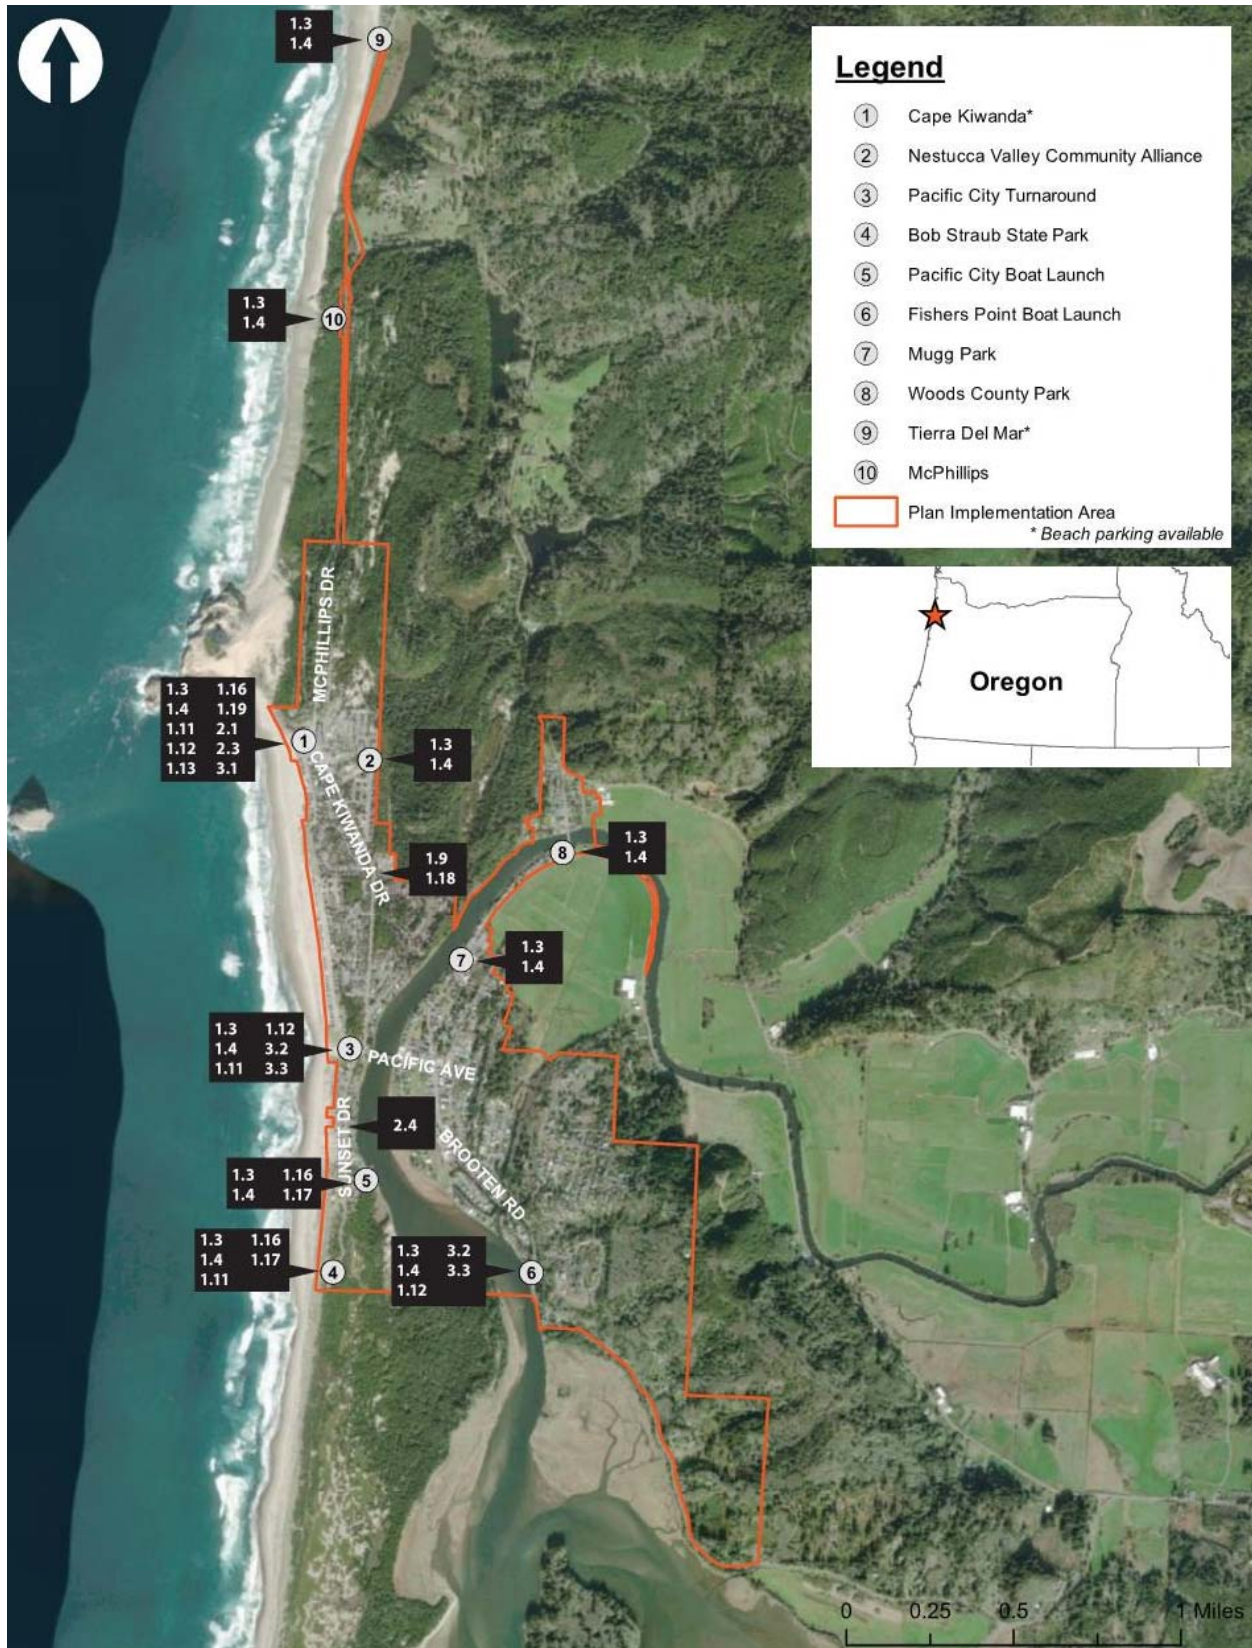 1.3
1.4
9
Legend
1 Cape Kiwanda*
2 Nestucca Valley Community Alliance
3 Pacific City Turnaround
4 Bob Straub State Park
5 Pacific City Boat Launch
6 Fishers Point Boat Launch
7 Mugg Park
8 Woods County Park
9 Tierra Del Mar*
10 McPhillips
Plan Implementation Area
* Beach parking available
Oregon
1.3
1.4
10
MCPHILLIPS DR
1.3 1.16
1.4 1.19
1.11 2.1
1.12 2.3
1.13 3.1
1
2
1.3
1.4
CAPE KIWANDA DR
1.9
1.18
8
1.3
1.4
7
1.3
1.4
1.3 1.12
1.4 3.2
1.11 3.3
3
PACIFIC AVE
2.4
SUNSET DR
BROOTEN RD
1.3 1.16
1.4 1.17
5
1.3 1.16
1.4 1.17
1.11
4
1.3 3.2
1.4 3.3
1.12
6
0 0.25 0.5 1 Miles